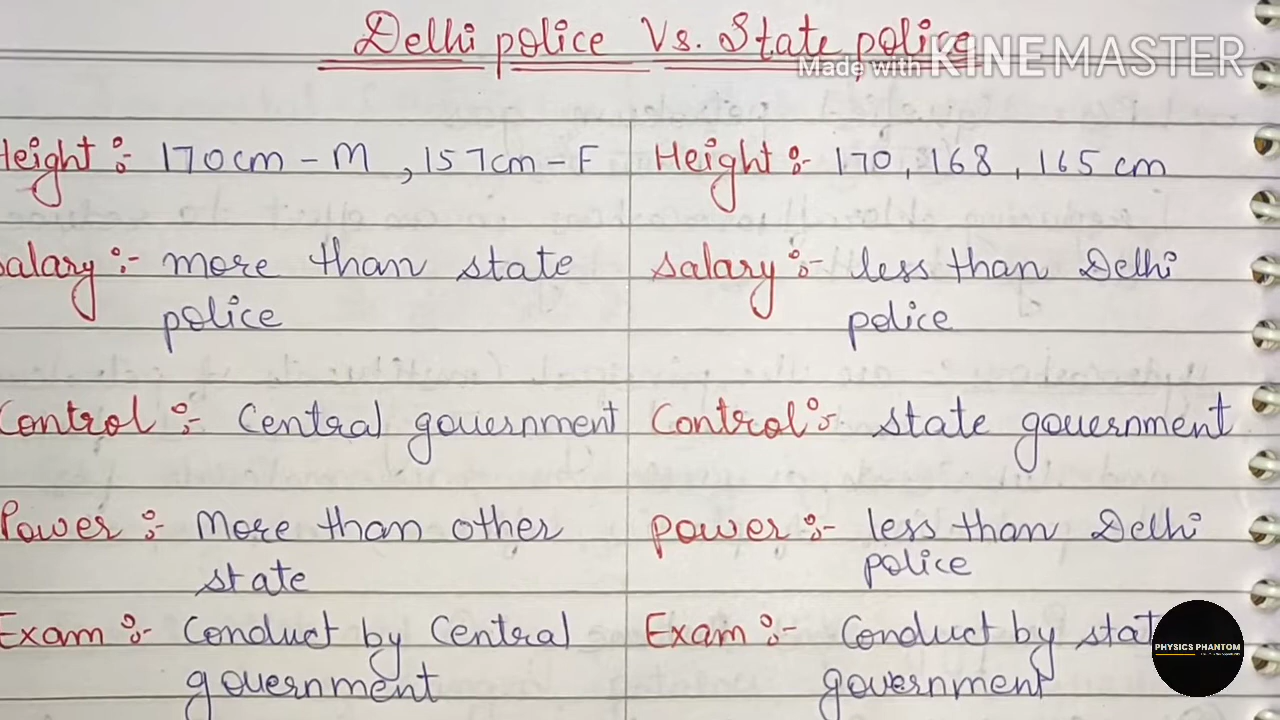 Delhi police Vs. State police
Made with KINEMASTER
Height :- 170cm - M , 157cm - F
Height :- 170, 168, 165 cm
Salary :- more than state
police
Salary :- less than Delhi
police
Control :- Central government
Control :- State government
Power :- More than other
state
power :- less than Delhi
police
Exam :- Conduct by Central
government
Exam :- Conduct by stat
government
PHYSICS PHANTOM